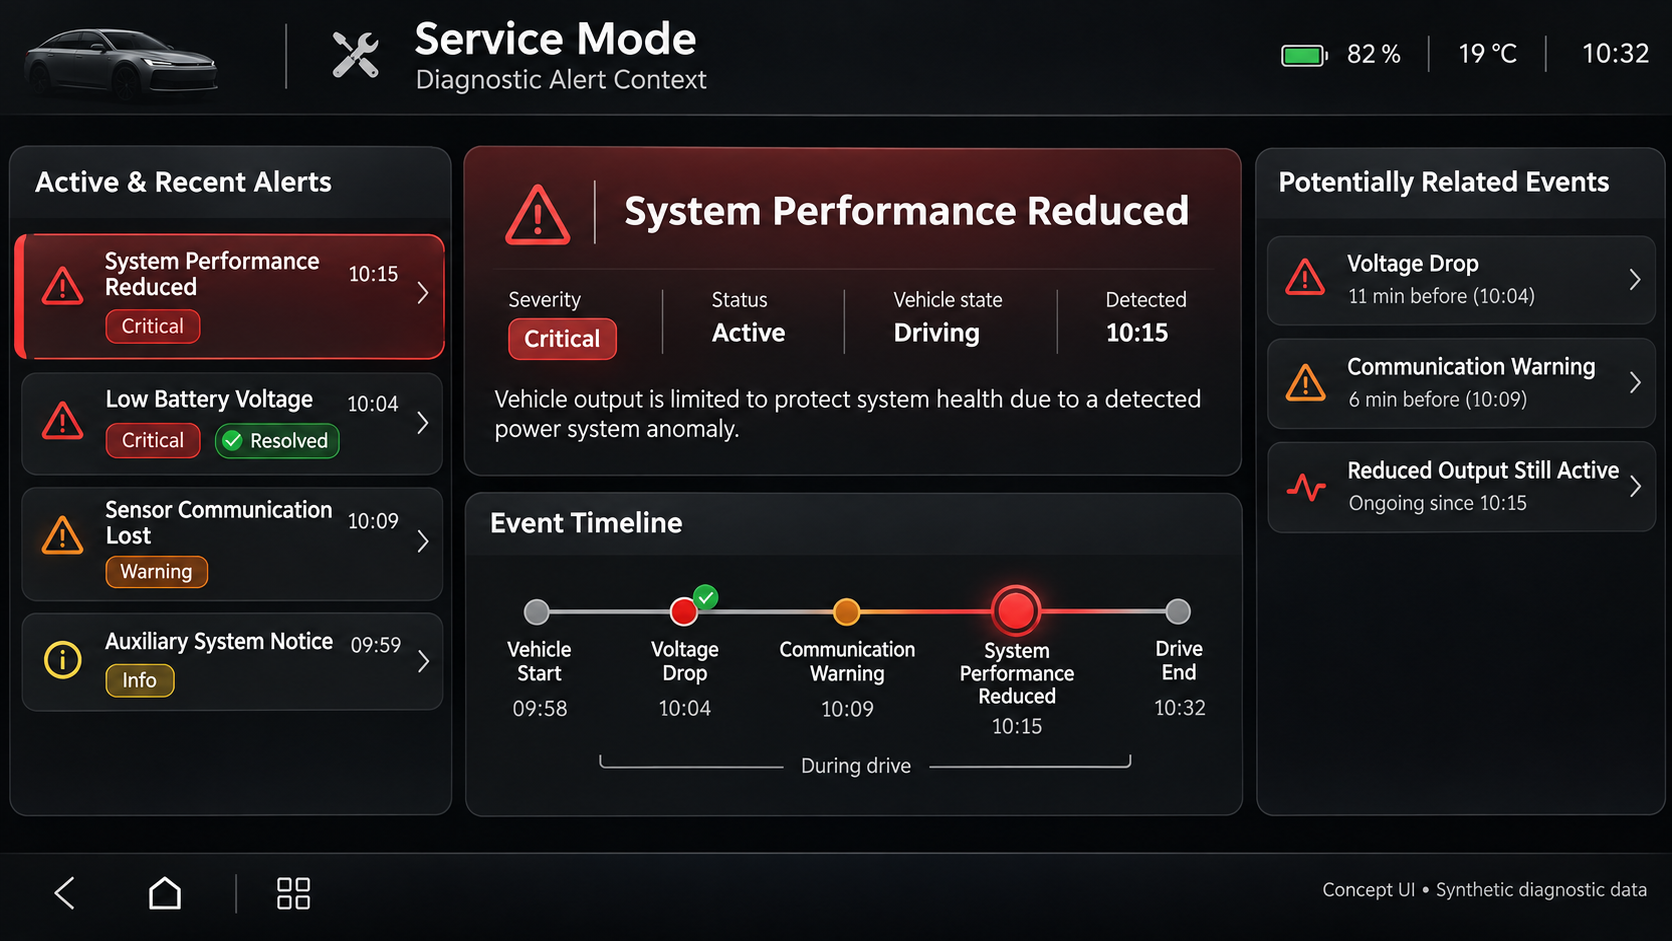 Service Mode
Diagnostic Alert Context
82 %
19 °C
10:32
Active & Recent Alerts
System Performance
Reduced
10:15
Critical
Low Battery Voltage
10:04
Critical
Resolved
Sensor Communication
Lost
10:09
Warning
Auxiliary System Notice
09:59
Info
System Performance Reduced
Severity
Critical
Status
Active
Vehicle state
Driving
Detected
10:15
Vehicle output is limited to protect system health due to a detected
power system anomaly.
Event Timeline
Vehicle
Start
09:58
Voltage
Drop
10:04
Communication
Warning
10:09
System
Performance
Reduced
10:15
Drive
End
10:32
During drive
Potentially Related Events
Voltage Drop
11 min before (10:04)
Communication Warning
6 min before (10:09)
Reduced Output Still Active
Ongoing since 10:15
Concept UI • Synthetic diagnostic data